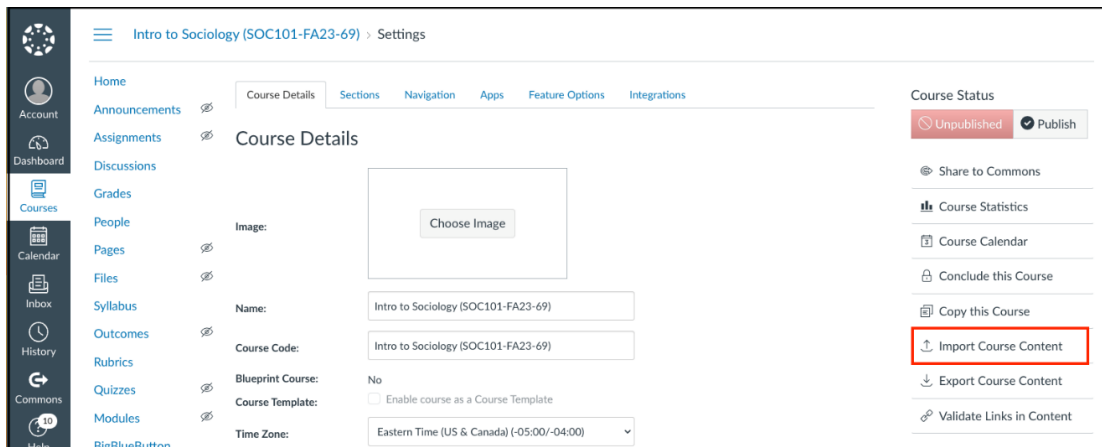 Intro to Sociology (SOC101-FA23-69) > Settings
Account
Dashboard
Courses
Calendar
Inbox
History
Commons
10
Help
Home
Announcements
Assignments
Discussions
Grades
People
Pages
Files
Syllabus
Outcomes
Rubrics
Quizzes
Modules
BigBlueButton
Course Details Sections Navigation Apps Feature Options Integrations
Course Details
Image:
Choose Image
Name: Intro to Sociology (SOC101-FA23-69)
Course Code: Intro to Sociology (SOC101-FA23-69)
Blueprint Course: No
Course Template: Enable course as a Course Template
Time Zone: Eastern Time (US & Canada) (-05:00/-04:00)
Course Status
Unpublished Publish
Share to Commons
Course Statistics
Course Calendar
Conclude this Course
Copy this Course
Import Course Content
Export Course Content
Validate Links in Content